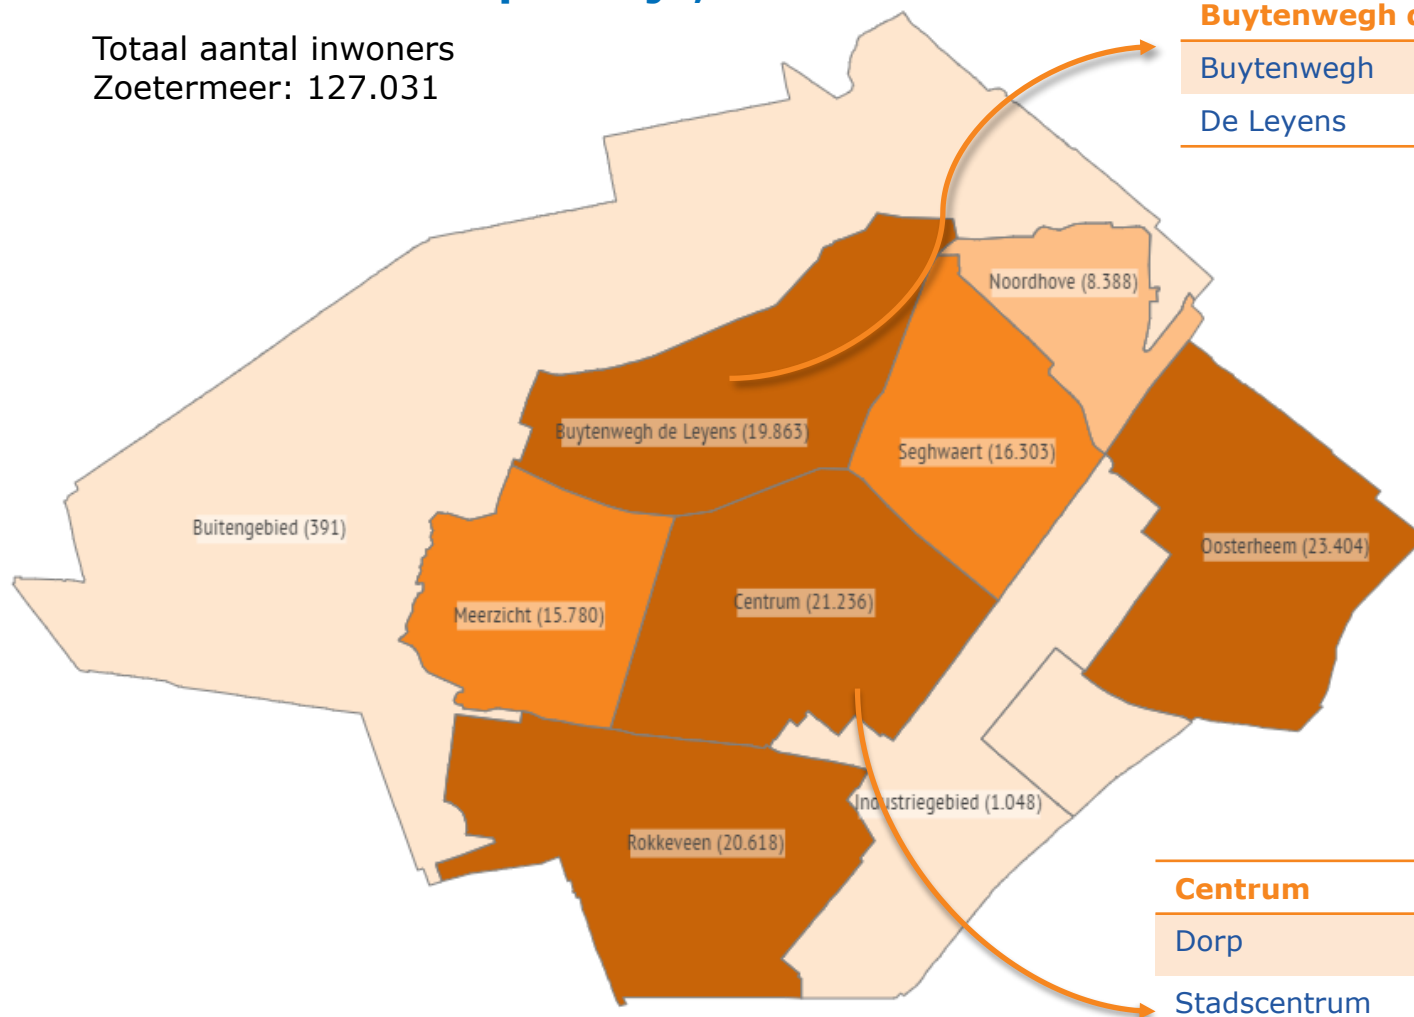 Totaal aantal inwoners
Zoetermeer: 127.031
Buytenwegh
De Leyens
Noordhove (8.388)
Buytenwegh de Leyens (19.863)
Seghwaert (16.303)
Buitengebied (391)
Oosterheem (23.404)
Centrum (21.236)
Meerzicht (15.780)
Industriegebied (1.048)
Rokkeveen (20.618)
Centrum
Dorp
Stadscentrum